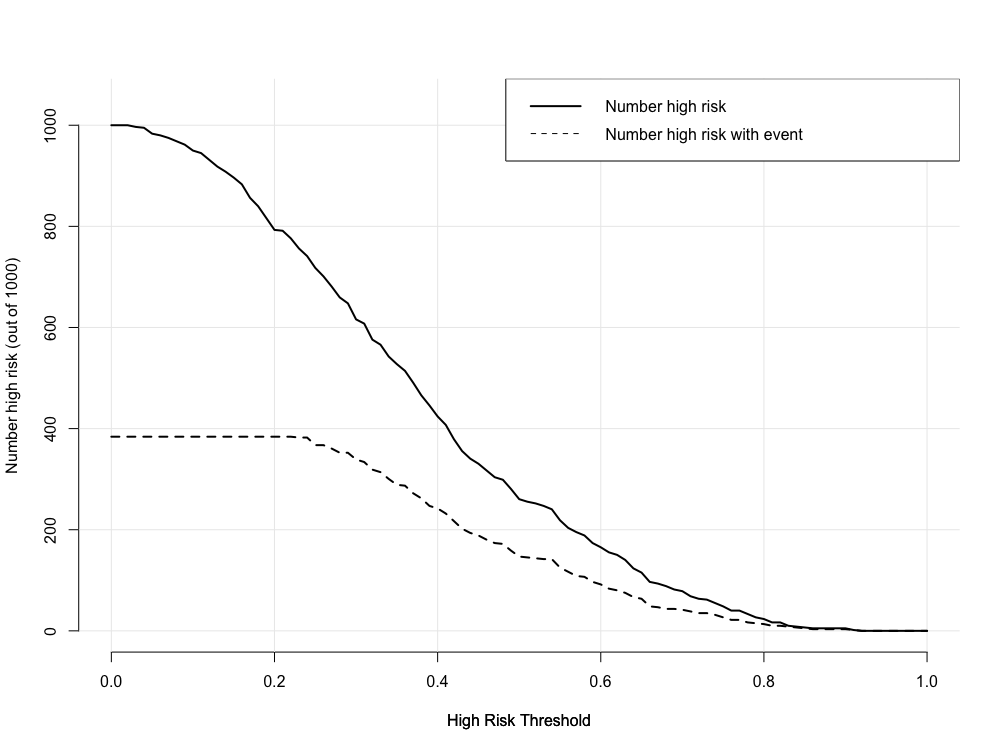 Number high risk
Number high risk with event
Number high risk (out of 1000)
1000
800
600
400
200
0
0.0 0.2 0.4 0.6 0.8 1.0
High Risk Threshold